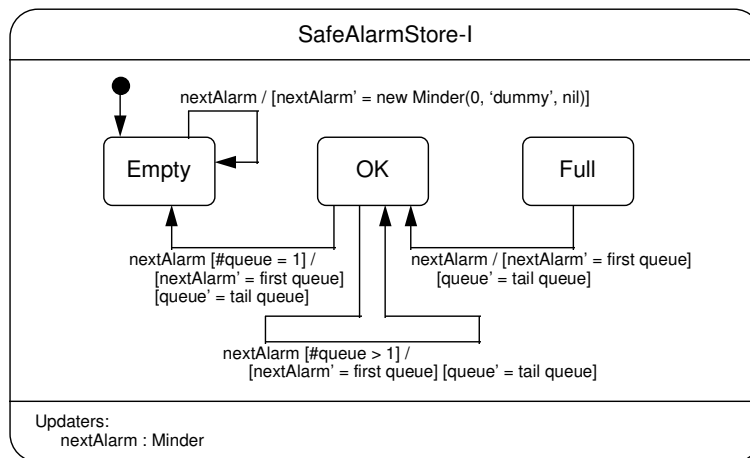 SafeAlarmStore-I
nextAlarm / [nextAlarm’ = new Minder(0, ‘dummy’, nil)]
Empty
OK
Full
nextAlarm [#queue = 1] /
[nextAlarm’ = first queue]
[queue’ = tail queue]
nextAlarm / [nextAlarm’ = first queue]
[queue’ = tail queue]
nextAlarm [#queue > 1] /
[nextAlarm’ = first queue] [queue’ = tail queue]
Updaters:
nextAlarm : Minder